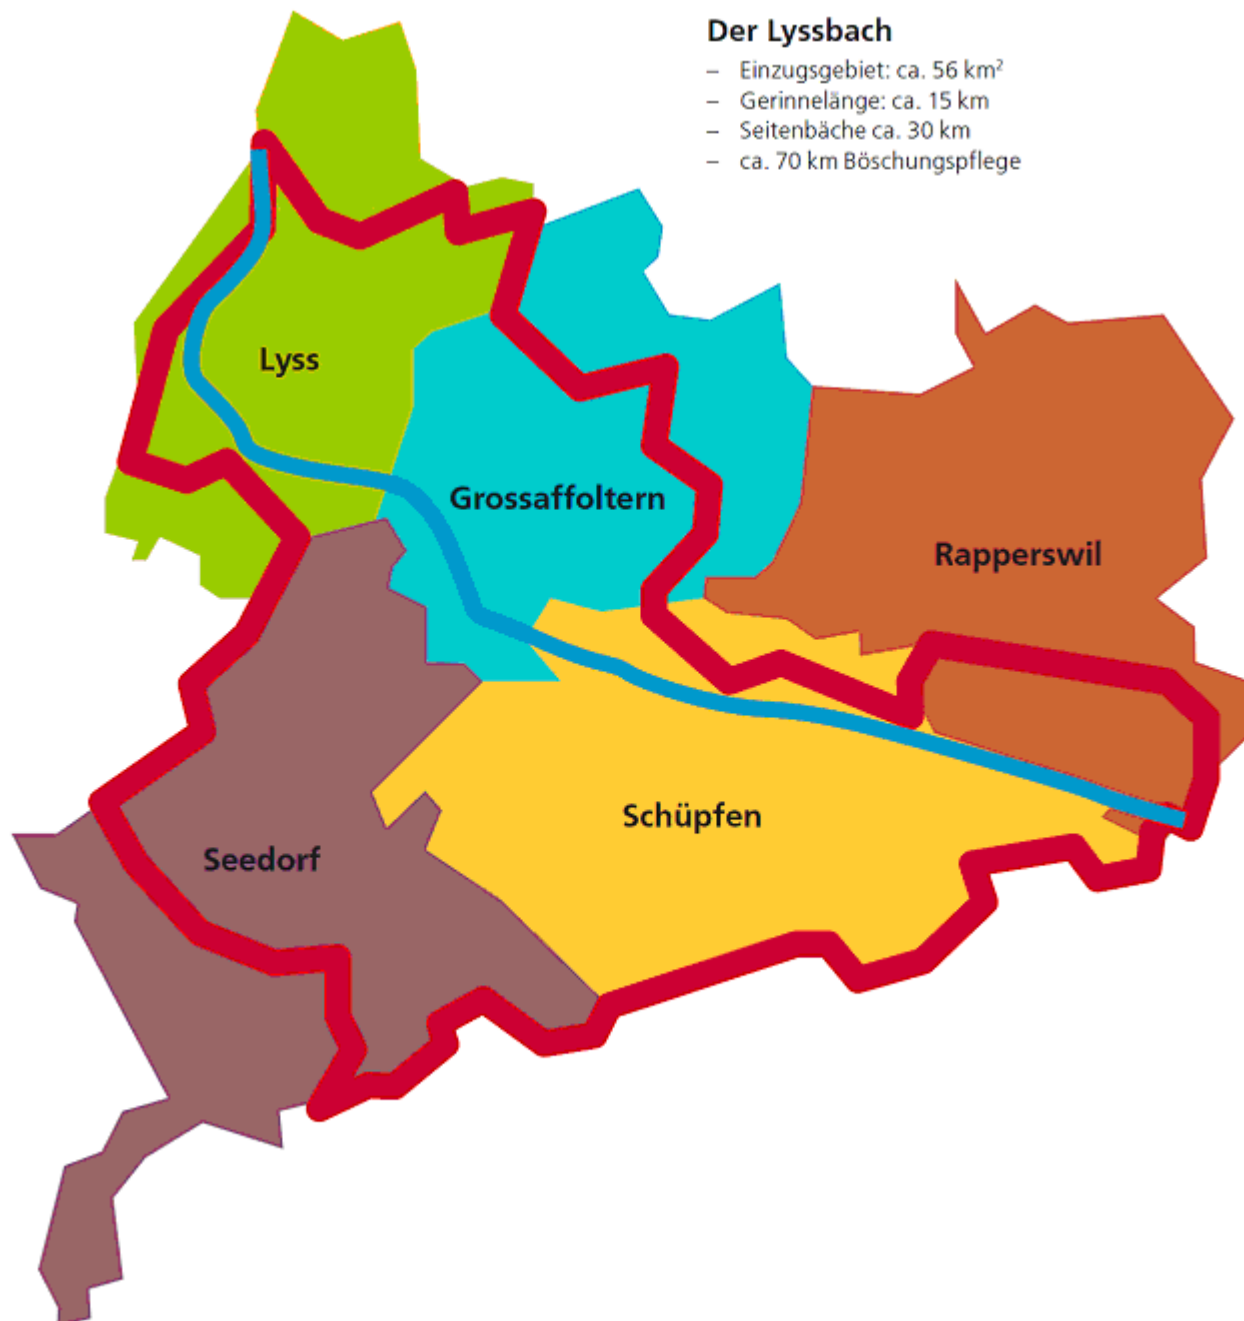 Der Lyssbach
– Einzugsgebiet: ca. 56 km²
– Gerinnelänge: ca. 15 km
– Seitenbäche ca. 30 km
– ca. 70 km Böschungspflege
Lyss
Grossaffoltern
Rapperswil
Schüpfen
Seedorf